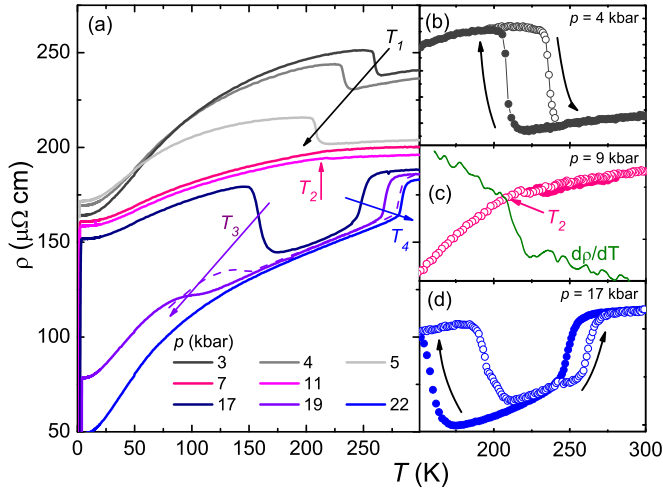 (a)
250
200
150
100
50
ρ (μΩ cm)
T1
T2
T3
T4
p (kbar)
3 4 5
7 11
17 19 22
0 50 100 150 200 250
(b) p = 4 kbar
(c) p = 9 kbar
T2
dρ/dT
(d) p = 17 kbar
200 250 300
T (K)